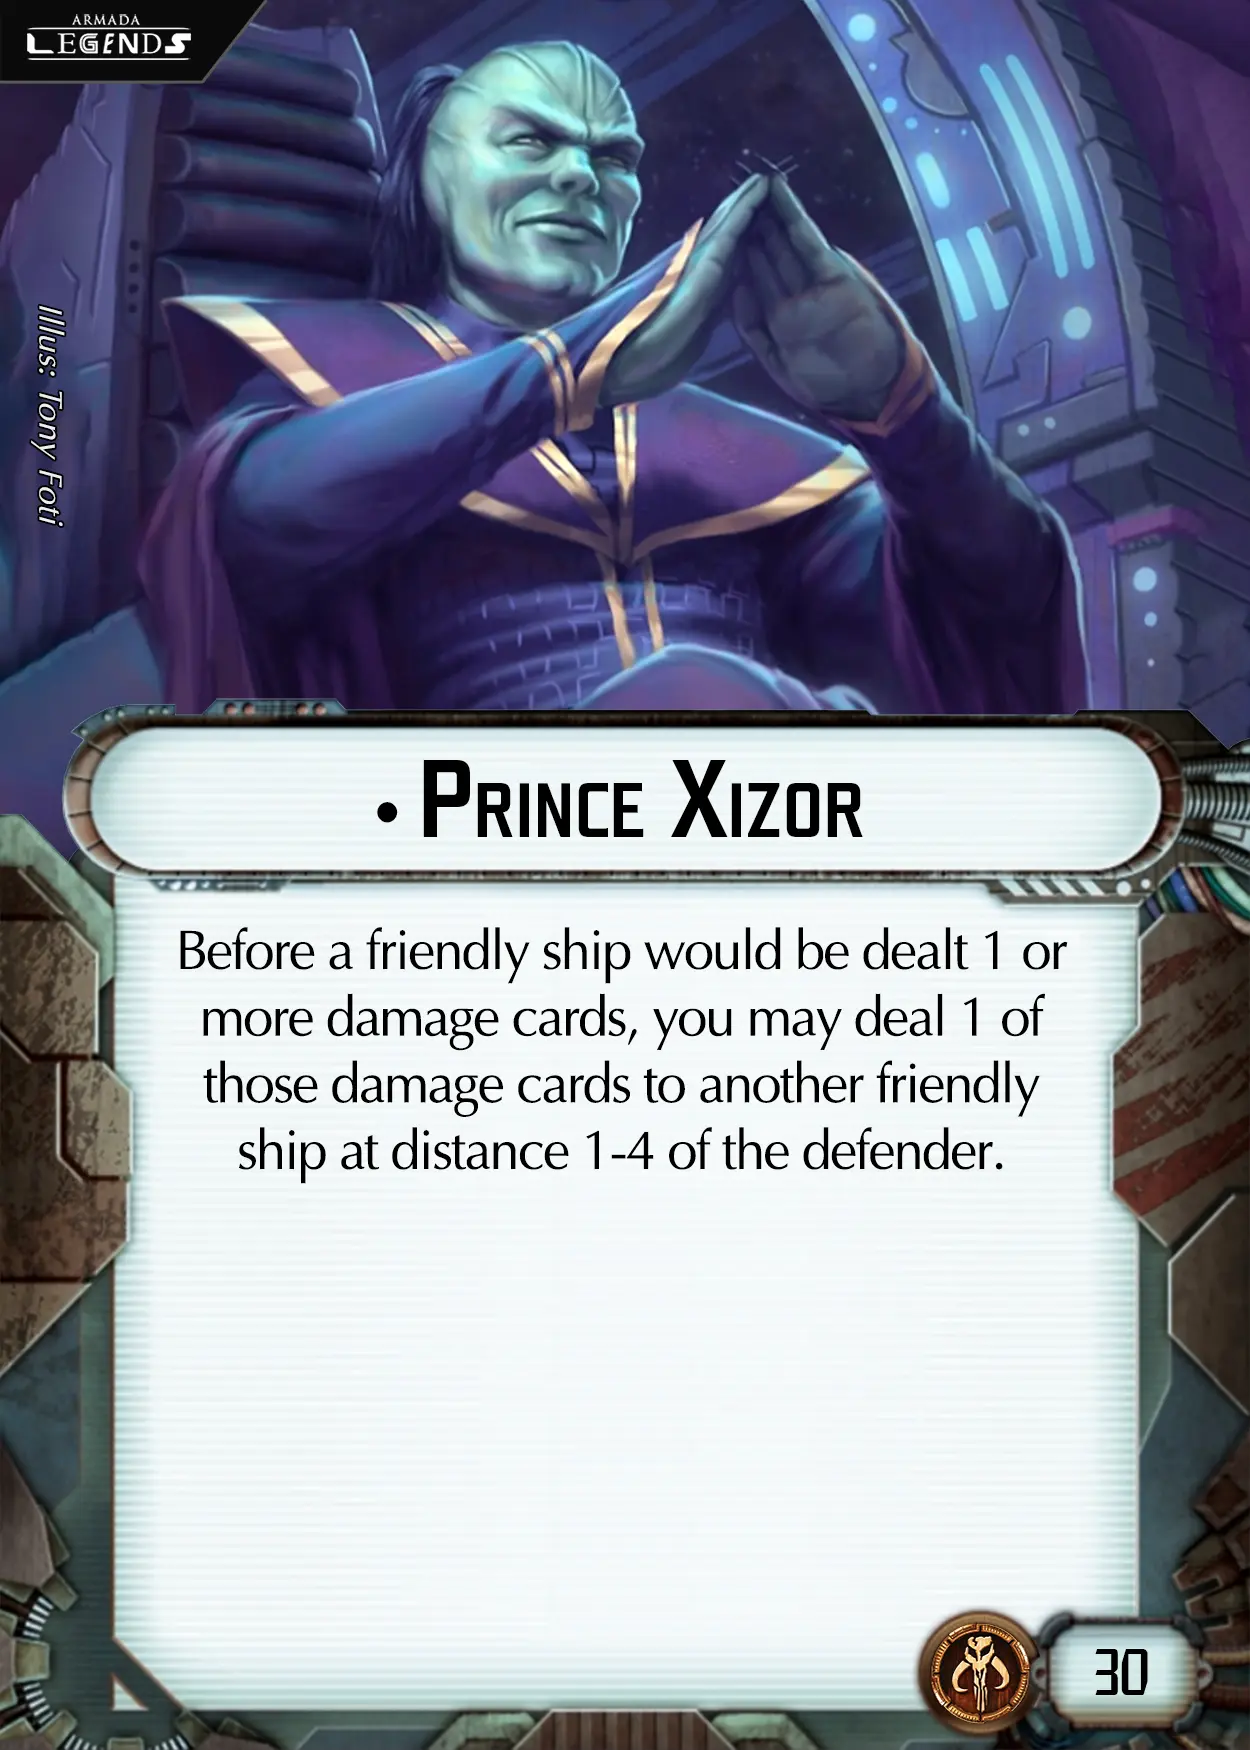 ARMADA
LEGENDS
Illus: Tony Foti
• Prince Xizor
Before a friendly ship would be dealt 1 or
more damage cards, you may deal 1 of
those damage cards to another friendly
ship at distance 1-4 of the defender.
30